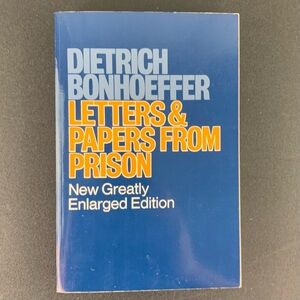 DIETRICH
BONHOEFFER
LETTERS &
PAPERS FROM
PRISON
New Greatly
Enlarged Edition